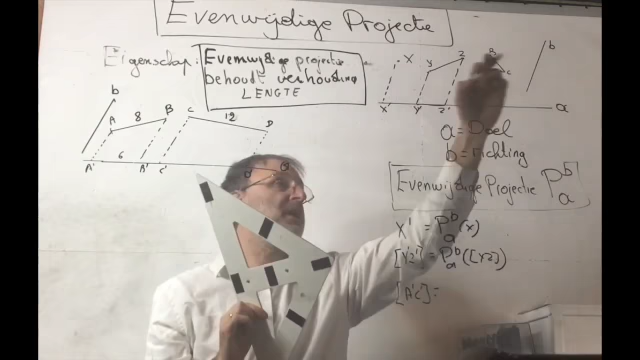 Evenwijdige Projectie
Eigenschap:
Evenwijdige projectie
behoudt verhouding
LENGTE
b
A 8 B C 12 D
A' 6 B' C'
X Y Z B C b
X Y' Z' a
a = Doel
b = richting
Evenwijdige Projectie P b a
X' = P b a (x)
[Y'Z'] = P b a ([YZ])
[A'C] =